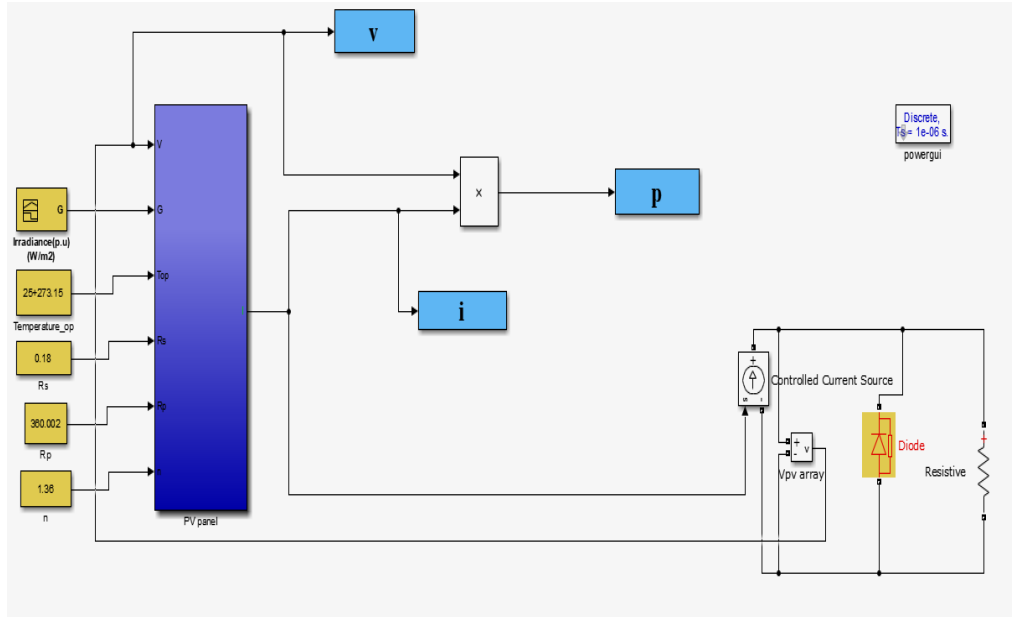 v
Discrete,
Ts = 1e-06 s.
powergui
V
G
G
Irradiance(p.u)
(W/m2)
x
p
Top
25+273.15
Temperature_op
i
Rs
0.18
Rs
+
Controlled Current Source
s
-
Rp
360.002
Rp
+
-
v
Vpv array
Diode
+
Resistive
n
1.36
n
PV panel